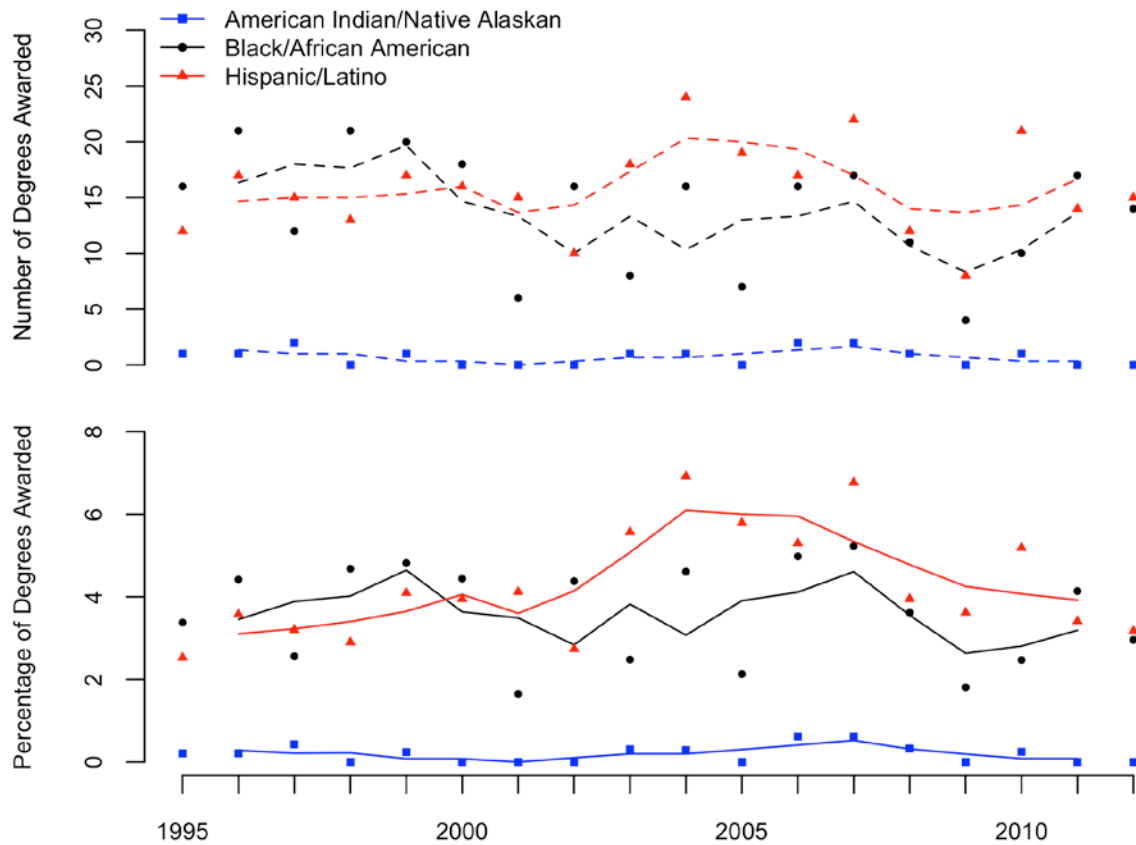 American Indian/Native Alaskan
Black/African American
Hispanic/Latino
Number of Degrees Awarded
30
25
20
15
10
5
0
Percentage of Degrees Awarded
8
6
4
2
0
1995 2000 2005 2010